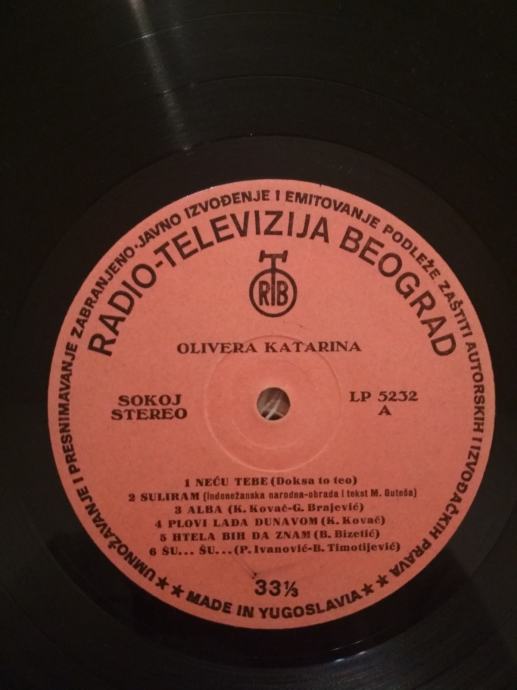 UMNOŽAVANJE I PRESNIMAVANJE ZABRANJENO·JAVNO IZVOĐENJE I EMITOVANJE PODLEŽE ZAŠTITI AUTORSKIH I IZVOĐAČKIH PRAVA
RADIO-TELEVIZIJA BEOGRAD
RTB
OLIVERA KATARINA
SOKOJ
STEREO
LP 5232
A
1 NEĆU TEBE (Doksa to teo)
2 SULIRAM (Indonežanska narodna-obrada i tekst M. Guteša)
3 ALBA (K. Kovač-G. Brajević)
4 PLOVI LAĐA DUNAVOM (K. Kovač)
5 HTELA BIH DA ZNAM (B. Bizetić)
6 ŠU... ŠU... (P. Ivanović-B. Timotijević)
33⅓
★★ MADE IN YUGOSLAVIA ★★